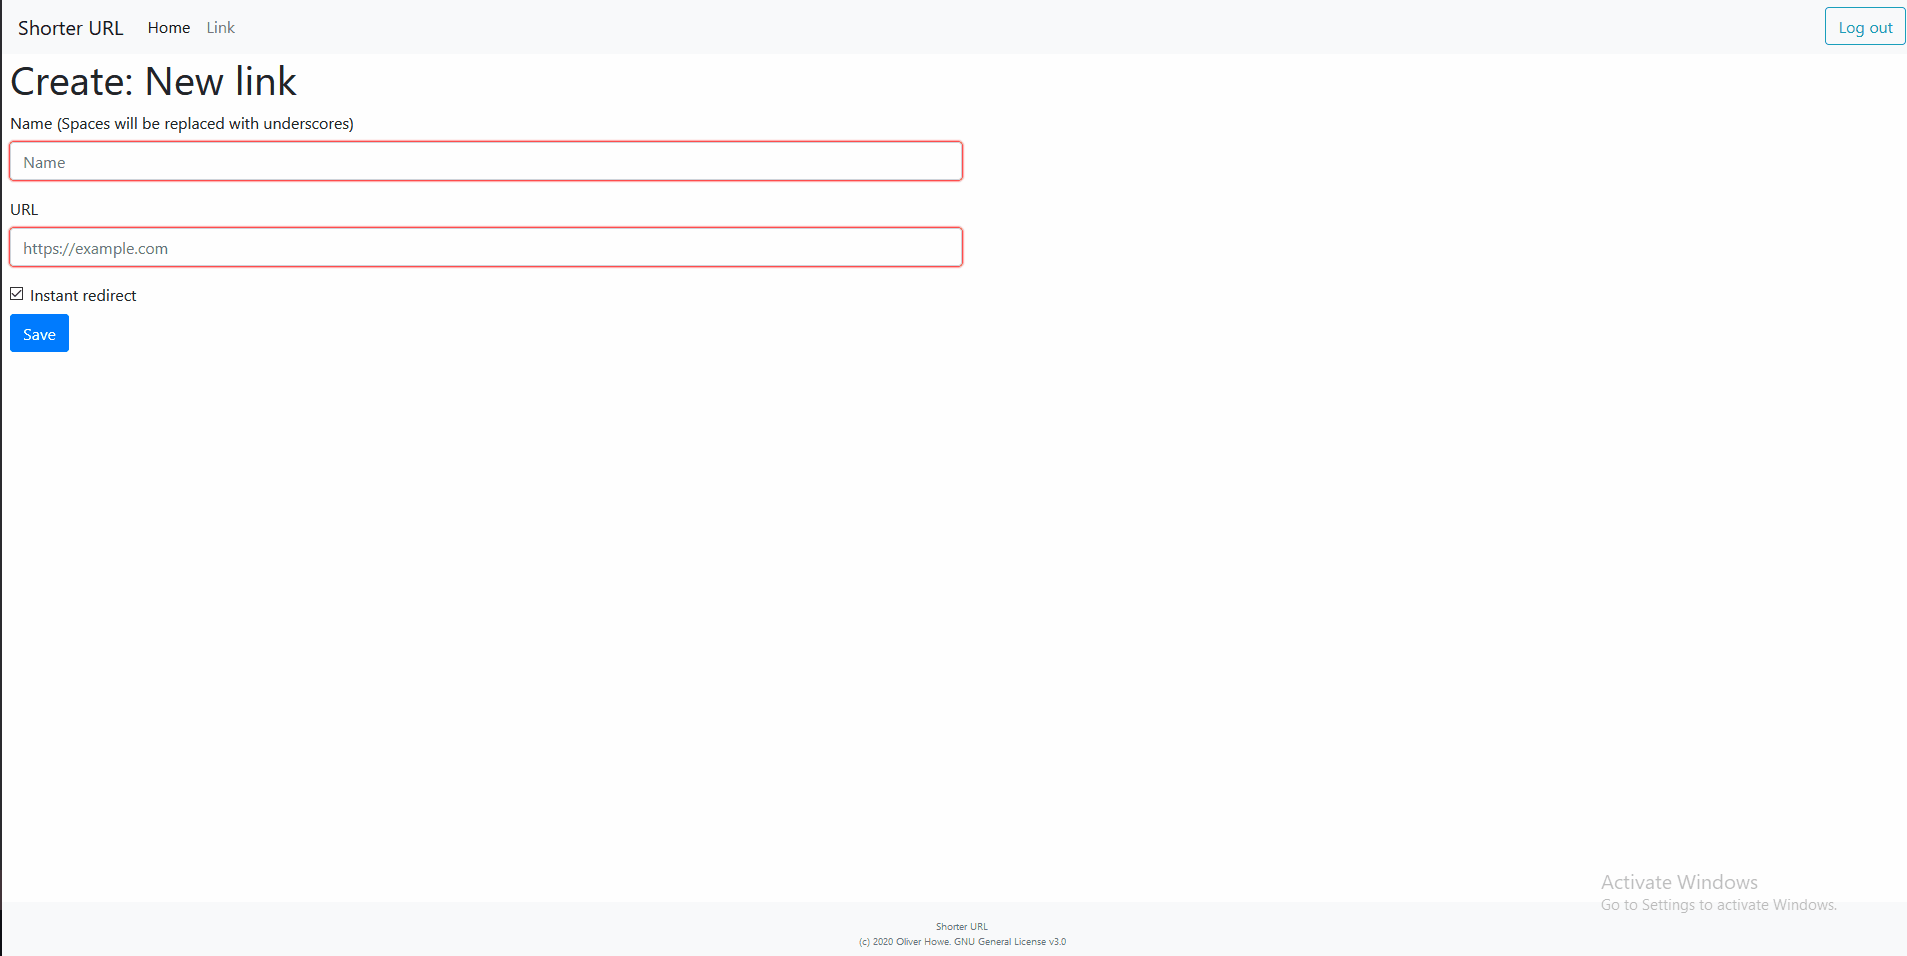 Shorter URL Home Link Log out
Create: New link
Name (Spaces will be replaced with underscores)
Name
URL
https://example.com
Instant redirect
Save
Activate Windows
Go to Settings to activate Windows.
Shorter URL
(c) 2020 Oliver Howe. GNU General License v3.0